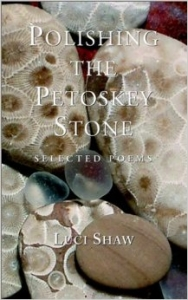 POLISHING
THE
PETOSKEY
STONE
SELECTED POEMS
LUCI SHAW